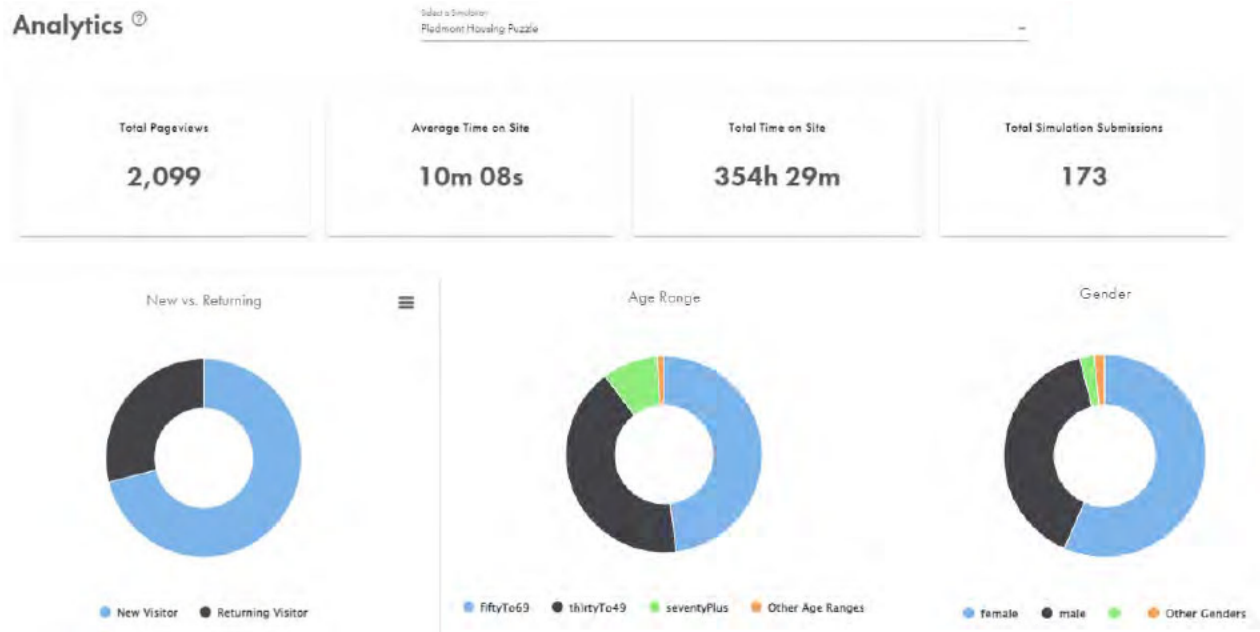 Analytics ?
Select a Simulation
Piedmont Housing Puzzle
Total Pageviews
2,099
Average Time on Site
10m 08s
Total Time on Site
354h 29m
Total Simulation Submissions
173
New vs. Returning
New Visitor
Returning Visitor
Age Range
fiftyTo69
thirtyTo49
seventyPlus
Other Age Ranges
Gender
female
male
Other Genders